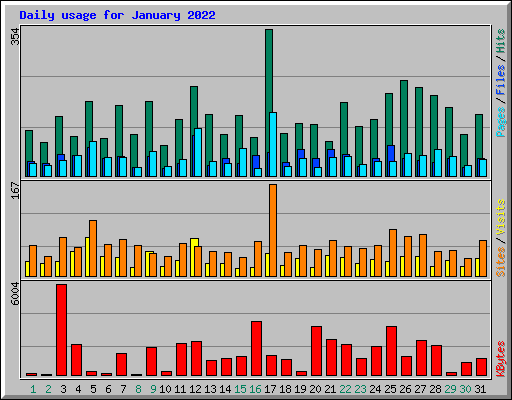 Daily usage for January 2022
354
Pages/Files/Hits
167
Sites/Visits
6004
KBytes
1 2 3 4 5 6 7 8 9 10 11 12 13 14 15 16 17 18 19 20 21 22 23 24 25 26 27 28 29 30 31